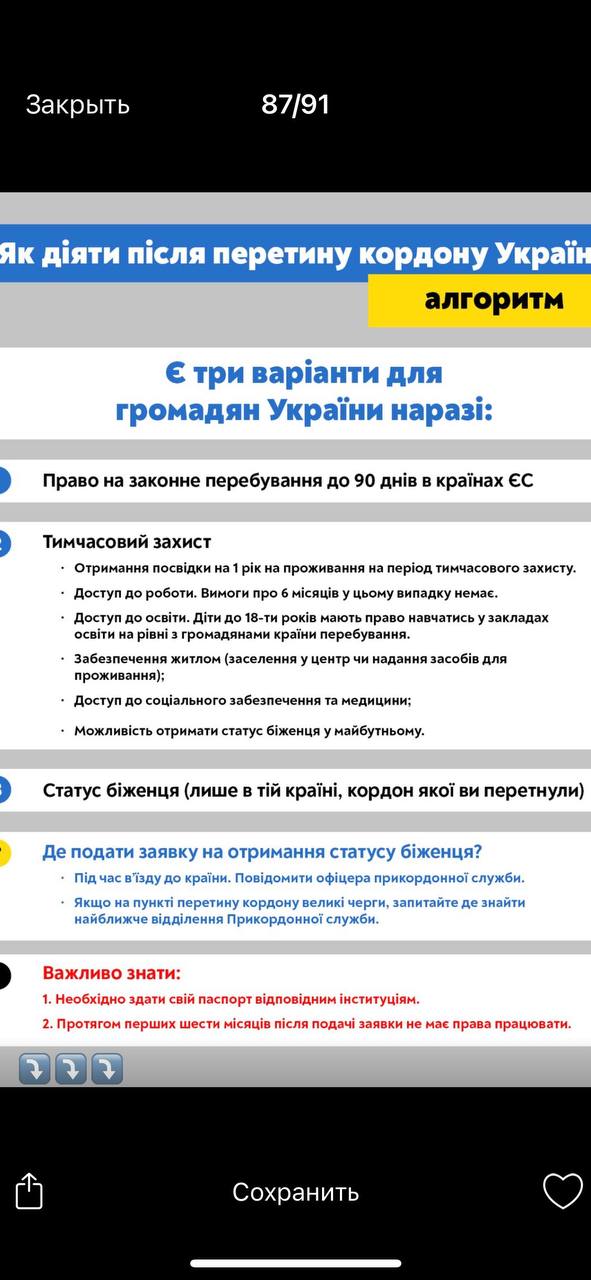 Закрыть
87/91
Як діяти після перетину кордону Україн
алгоритм
Є три варіанти для
громадян України наразі:
Право на законне перебування до 90 днів в країнах ЄС
Тимчасовий захист
· Отримання посвідки на 1 рік на проживання на період тимчасового захисту.
· Доступ до роботи. Вимоги про 6 місяців у цьому випадку немає.
· Доступ до освіти. Діти до 18-ти років мають право навчатись у закладах
освіти на рівні з громадянами країни перебування.
· Забезпечення житлом (заселення у центр чи надання засобів для
проживання);
· Доступ до соціального забезпечення та медицини;
· Можливість отримати статус біженця у майбутньому.
Статус біженця (лише в тій країні, кордон якої ви перетнули)
Де подати заявку на отримання статусу біженця?
· Під час в'їзду до країни. Повідомити офіцера прикордонної служби.
· Якщо на пункті перетину кордону великі черги, запитайте де знайти
найближче відділення Прикордонної служби.
Важливо знати:
1. Необхідно здати свій паспорт відповідним інституціям.
2. Протягом перших шести місяців після подачі заявки не має права працювати.
Сохранить